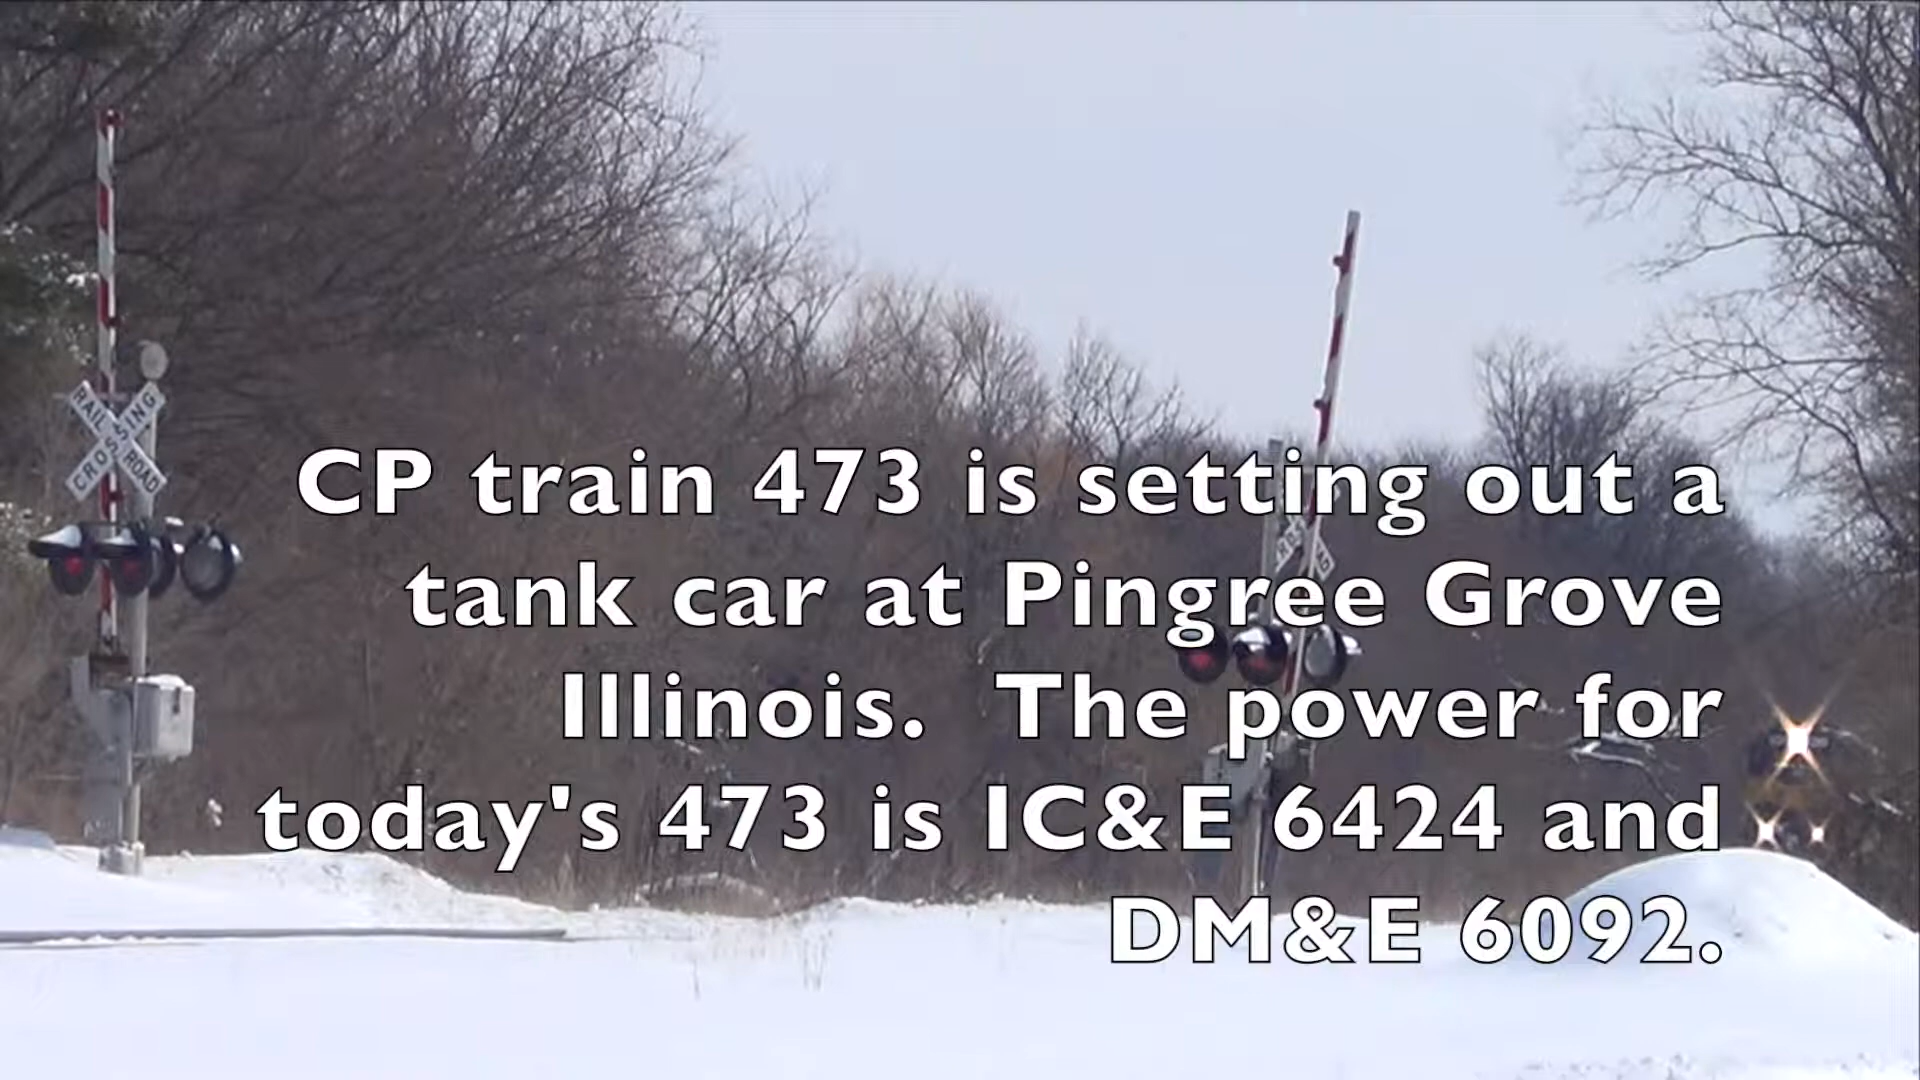 RAIL ROAD
CROSSING
CP train 473 is setting out a
tank car at Pingree Grove
Illinois.  The power for
today's 473 is IC&E 6424 and
DM&E 6092.